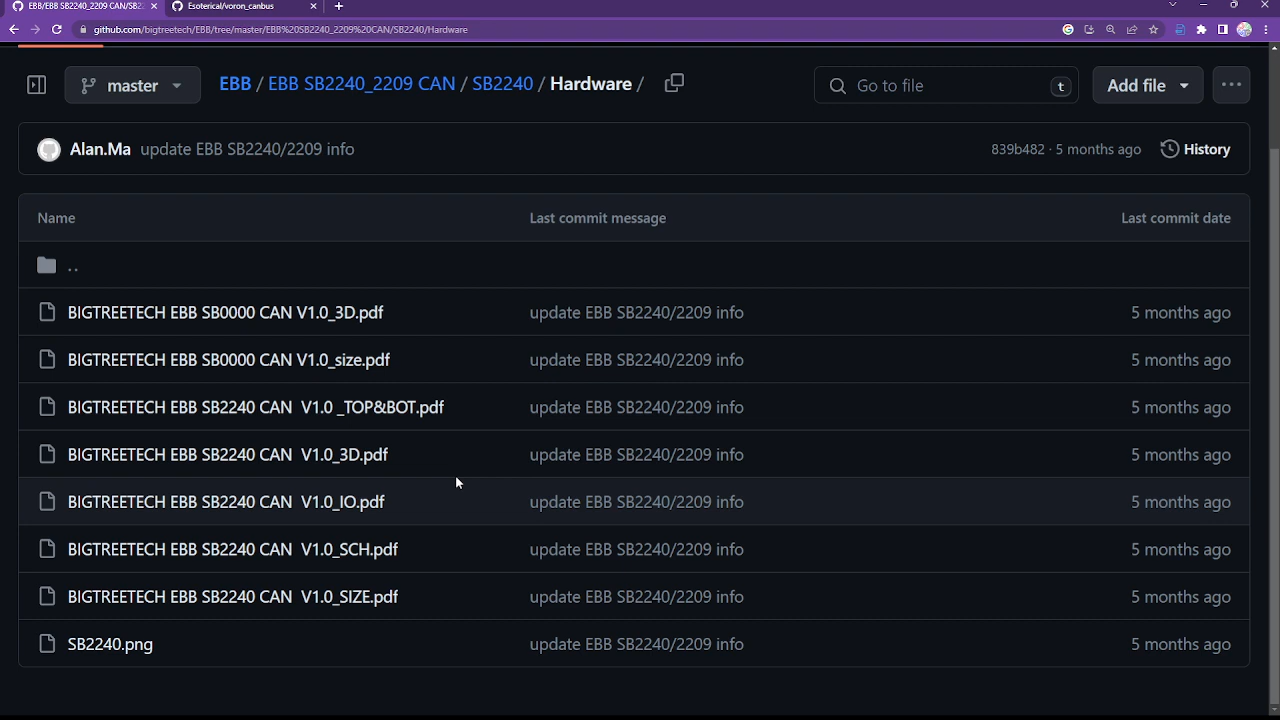 EBB/EBB SB2240_2209 CAN/SB2
Esoterical/voron_canbus
github.com/bigtreetech/EBB/tree/master/EBB%20SB2240_2209%20CAN/SB2240/Hardware
master
EBB / EBB SB2240_2209 CAN / SB2240 / Hardware /
Go to file
t
Add file
Alan.Ma update EBB SB2240/2209 info
839b482 · 5 months ago
History
Name Last commit message Last commit date
..
BIGTREETECH EBB SB0000 CAN V1.0_3D.pdf update EBB SB2240/2209 info 5 months ago
BIGTREETECH EBB SB0000 CAN V1.0_size.pdf update EBB SB2240/2209 info 5 months ago
BIGTREETECH EBB SB2240 CAN V1.0 _TOP&BOT.pdf update EBB SB2240/2209 info 5 months ago
BIGTREETECH EBB SB2240 CAN V1.0_3D.pdf update EBB SB2240/2209 info 5 months ago
BIGTREETECH EBB SB2240 CAN V1.0_IO.pdf update EBB SB2240/2209 info 5 months ago
BIGTREETECH EBB SB2240 CAN V1.0_SCH.pdf update EBB SB2240/2209 info 5 months ago
BIGTREETECH EBB SB2240 CAN V1.0_SIZE.pdf update EBB SB2240/2209 info 5 months ago
SB2240.png update EBB SB2240/2209 info 5 months ago